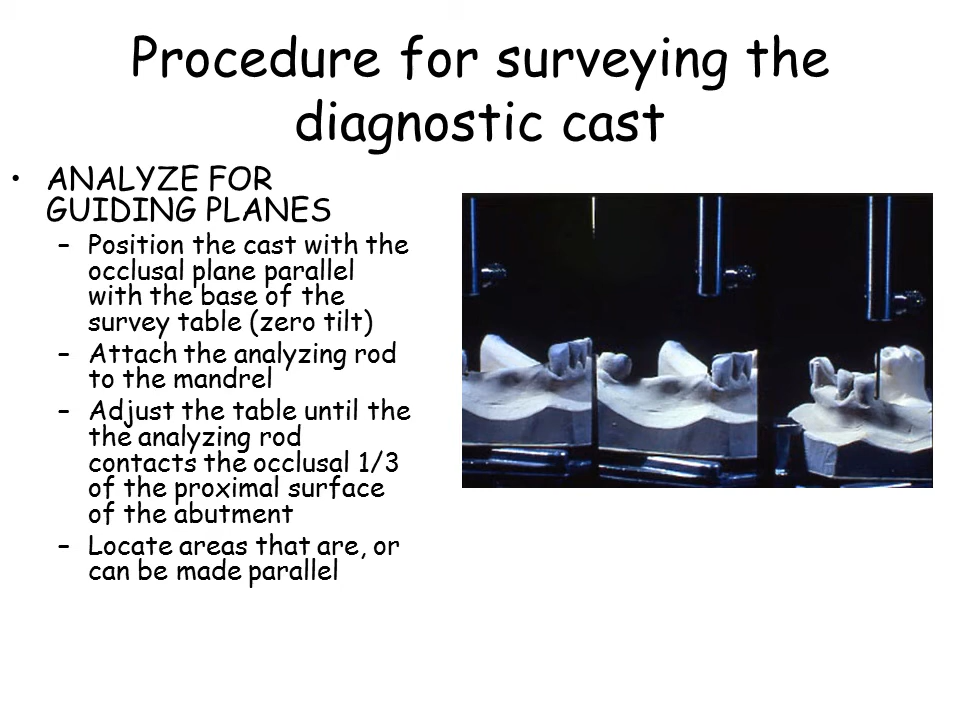 Procedure for surveying the
diagnostic cast
• ANALYZE FOR
GUIDING PLANES
– Position the cast with the
occlusal plane parallel
with the base of the
survey table (zero tilt)
– Attach the analyzing rod
to the mandrel
– Adjust the table until the
the analyzing rod
contacts the occlusal 1/3
of the proximal surface
of the abutment
– Locate areas that are, or
can be made parallel